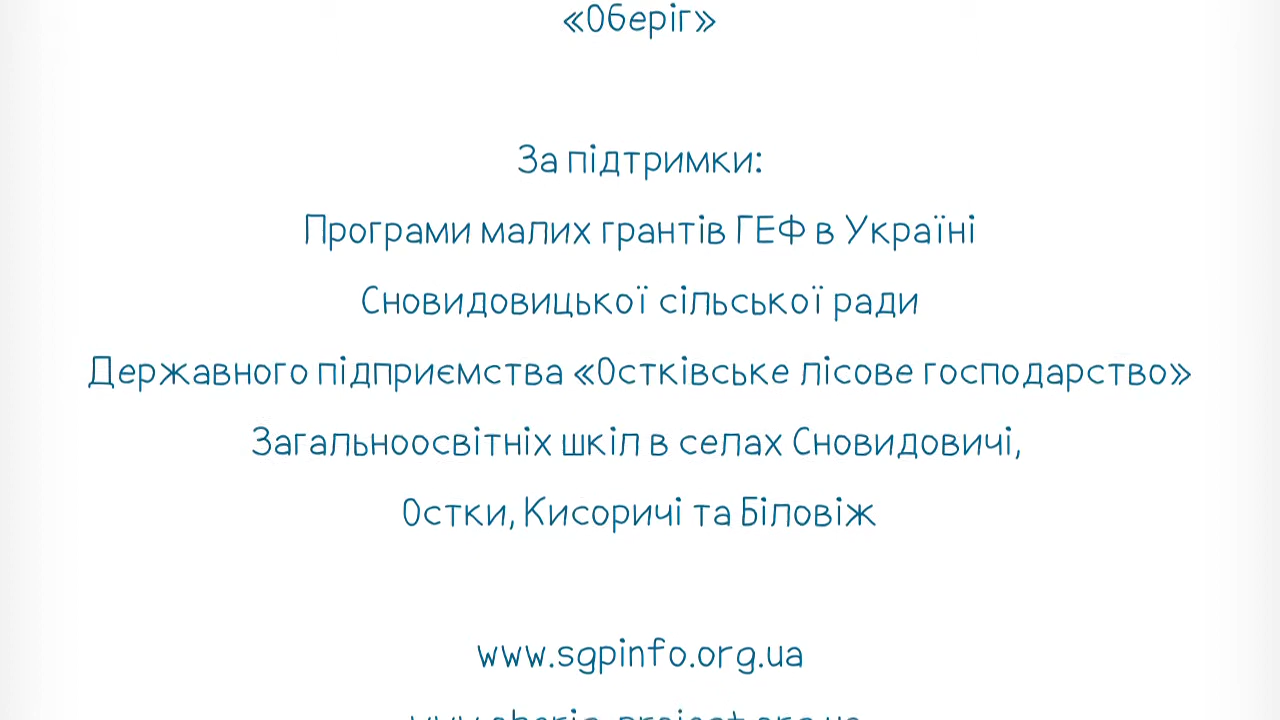 «Оберіг»
За підтримки:
Програми малих грантів ГЕФ в Україні
Сновидовицької сільської ради
Державного підприємства «Остківське лісове господарство»
Загальноосвітніх шкіл в селах Сновидовичі,
Остки, Кисоричі та Біловіж
www.sgpinfo.org.ua